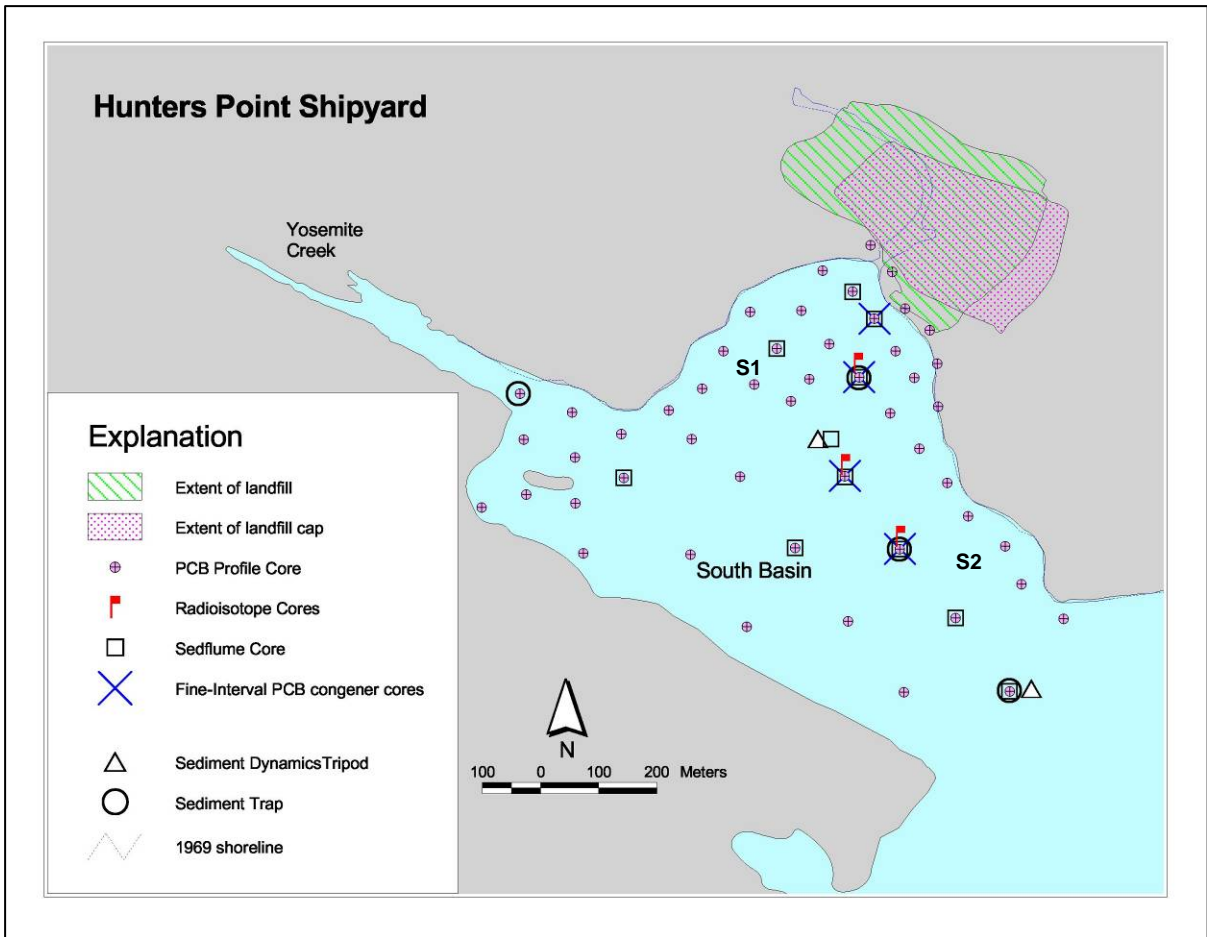 Hunters Point Shipyard
Yosemite
Creek
S1
South Basin
S2
Explanation
Extent of landfill
Extent of landfill cap
PCB Profile Core
Radioisotope Cores
Sedflume Core
Fine-Interval PCB congener cores
Sediment DynamicsTripod
Sediment Trap
1969 shoreline
N
100 0 100 200 Meters